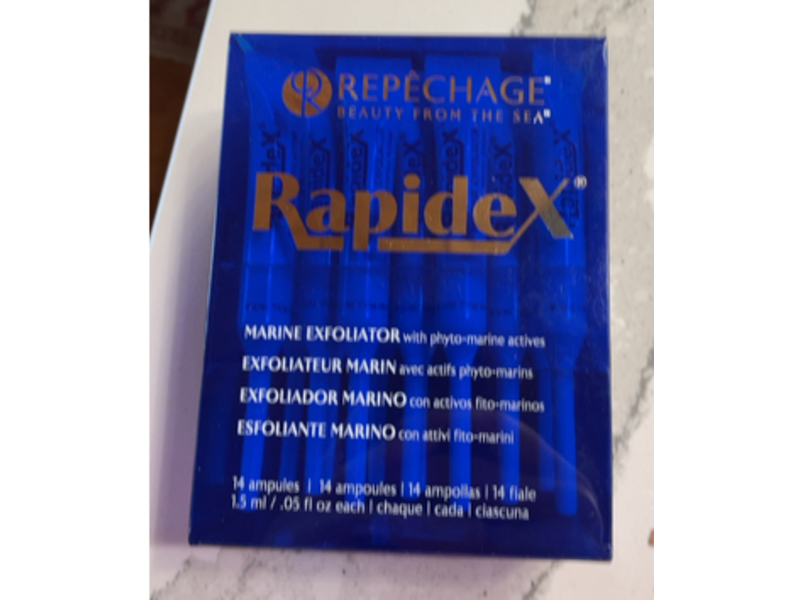 REPÊCHAGE®
BEAUTY FROM THE SEA®
RapideX®
MARINE EXFOLIATOR with phyto-marine actives
EXFOLIATEUR MARIN avec actifs phyto-marins
EXFOLIADOR MARINO con activos fito-marinos
ESFOLIANTE MARINO con attivi fito-marini
14 ampules | 14 ampoules | 14 ampollas | 14 fiale
1.5 ml / .05 fl oz each | chaque | cada | ciascuna